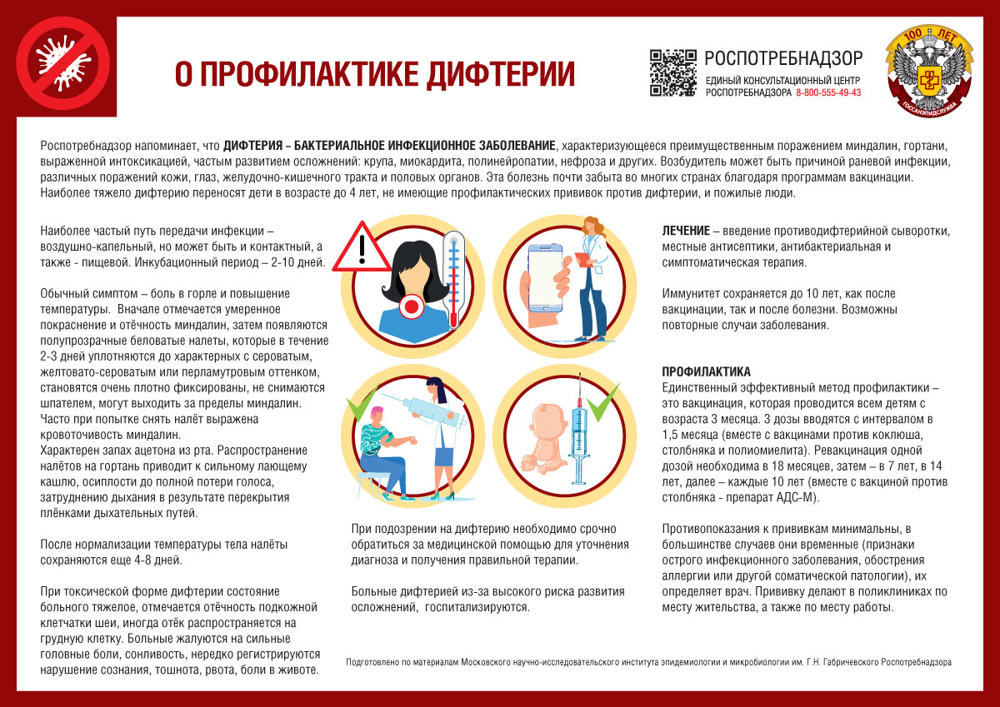 О ПРОФИЛАКТИКЕ ДИФТЕРИИ
РОСПОТРЕБНАДЗОР
ЕДИНЫЙ КОНСУЛЬТАЦИОННЫЙ ЦЕНТР
РОСПОТРЕБНАДЗОРА 8-800-555-49-43
100 ЛЕТ
ГОССАНЭПИДСЛУЖБА
Роспотребнадзор напоминает, что ДИФТЕРИЯ – БАКТЕРИАЛЬНОЕ ИНФЕКЦИОННОЕ ЗАБОЛЕВАНИЕ, характеризующееся преимущественным поражением миндалин, гортани,
выраженной интоксикацией, частым развитием осложнений: крупа, миокардита, полинейропатии, нефроза и других. Возбудитель может быть причиной раневой инфекции,
различных поражений кожи, глаз, желудочно-кишечного тракта и половых органов. Эта болезнь почти забыта во многих странах благодаря программам вакцинации.
Наиболее тяжело дифтерию переносят дети в возрасте до 4 лет, не имеющие профилактических прививок против дифтерии, и пожилые люди.
Наиболее частый путь передачи инфекции –
воздушно-капельный, но может быть и контактный, а
также - пищевой. Инкубационный период – 2-10 дней.
Обычный симптом – боль в горле и повышение
температуры. Вначале отмечается умеренное
покраснение и отёчность миндалин, затем появляются
полупрозрачные беловатые налеты, которые в течение
2-3 дней уплотняются до характерных с сероватым,
желтовато-сероватым или перламутровым оттенком,
становятся очень плотно фиксированы, не снимаются
шпателем, могут выходить за пределы миндалин.
Часто при попытке снять налёт выражена
кровоточивость миндалин.
Характерен запах ацетона из рта. Распространение
налётов на гортань приводит к сильному лающему
кашлю, осиплости до полной потери голоса,
затруднению дыхания в результате перекрытия
плёнками дыхательных путей.
После нормализации температуры тела налёты
сохраняются еще 4-8 дней.
При токсической форме дифтерии состояние
больного тяжелое, отмечается отёчность подкожной
клетчатки шеи, иногда отёк распространяется на
грудную клетку. Больные жалуются на сильные
головные боли, сонливость, нередко регистрируются
нарушение сознания, тошнота, рвота, боли в животе.
При подозрении на дифтерию необходимо срочно
обратиться за медицинской помощью для уточнения
диагноза и получения правильной терапии.
Больные дифтерией из-за высокого риска развития
осложнений, госпитализируются.
ЛЕЧЕНИЕ – введение противодифтерийной сыворотки,
местные антисептики, антибактериальная и
симптоматическая терапия.
Иммунитет сохраняется до 10 лет, как после
вакцинации, так и после болезни. Возможны
повторные случаи заболевания.
ПРОФИЛАКТИКА
Единственный эффективный метод профилактики –
это вакцинация, которая проводится всем детям с
возраста 3 месяца. 3 дозы вводятся с интервалом в
1,5 месяца (вместе с вакцинами против коклюша,
столбняка и полиомиелита). Ревакцинация одной
дозой необходима в 18 месяцев, затем – в 7 лет, в 14
лет, далее – каждые 10 лет (вместе с вакциной против
столбняка - препарат АДС-М).
Противопоказания к прививкам минимальны, в
большинстве случаев они временные (признаки
острого инфекционного заболевания, обострения
аллергии или другой соматической патологии), их
определяет врач. Прививку делают в поликлиниках по
месту жительства, а также по месту работы.
Подготовлено по материалам Московского научно-исследовательского института эпидемиологии и микробиологии им. Г.Н. Габричевского Роспотребнадзора